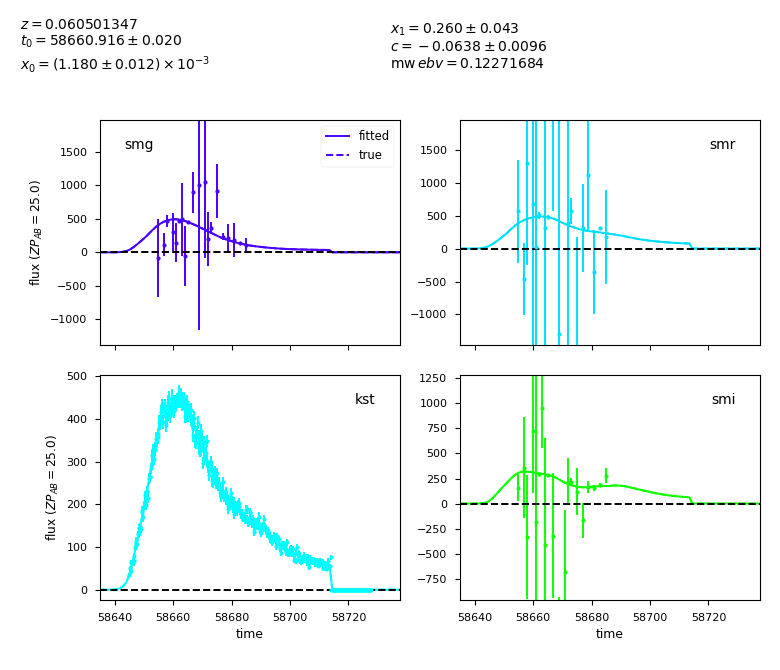 z = 0.060501347
t₀ = 58660.916 ± 0.020
x₀ = (1.180 ± 0.012) × 10⁻³
x₁ = 0.260 ± 0.043
c = −0.0638 ± 0.0096
mw ebv = 0.12271684
smg
fitted
true
1500
1000
500
0
−500
−1000
flux (ZP_AB = 25.0)
smr
1500
1000
500
0
−500
−1000
kst
500
400
300
200
100
0
flux (ZP_AB = 25.0)
58640 58660 58680 58700 58720
time
smi
1250
1000
750
500
250
0
−250
−500
−750
58640 58660 58680 58700 58720
time